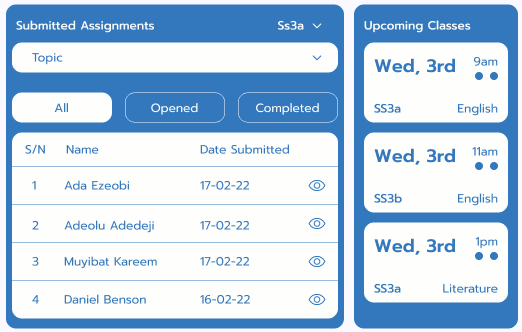 Submitted Assignments Ss3a
Topic
All Opened Completed
S/N Name Date Submitted
1 Ada Ezeobi 17-02-22
2 Adeolu Adedeji 17-02-22
3 Muyibat Kareem 17-02-22
4 Daniel Benson 16-02-22
Upcoming Classes
Wed, 3rd 9am
SS3a English
Wed, 3rd 11am
SS3b English
Wed, 3rd 1pm
SS3a Literature